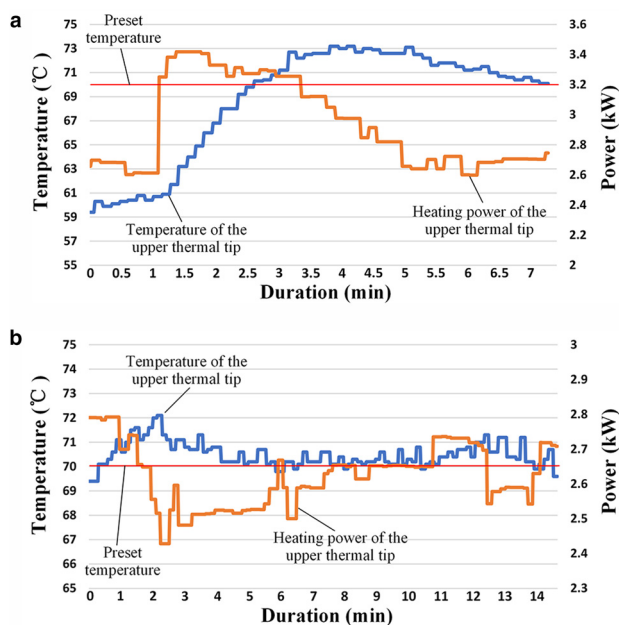 a
Preset
temperature
75
73
71
69
67
65
63
61
59
57
55
Temperature (℃)
3.6
3.4
3.2
3
2.8
2.6
2.4
2.2
2
Power (kW)
Temperature of the
upper thermal tip
Heating power of the
upper thermal tip
0 0.5 1 1.5 2 2.5 3 3.5 4 4.5 5 5.5 6 6.5 7
Duration (min)
b
75
74
73
72
71
70
69
68
67
66
65
Temperature (℃)
Temperature of the
upper thermal tip
3
2.9
2.8
2.7
2.6
2.5
2.4
2.3
Power (kW)
Preset
temperature
Heating power of the
upper thermal tip
0 1 2 3 4 5 6 7 8 9 10 11 12 13 14
Duration (min)